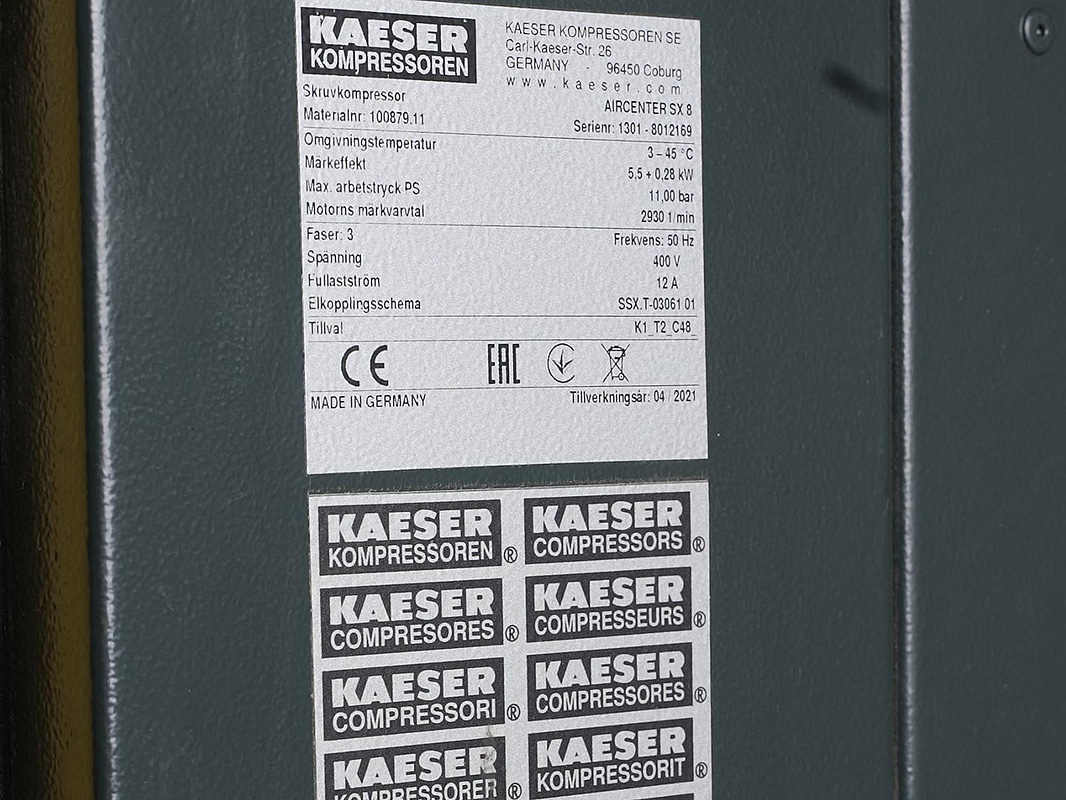 KAESER
KOMPRESSOREN
KAESER KOMPRESSOREN SE
Carl-Kaeser-Str. 26
GERMANY - 96450 Coburg
www.kaeser.com
Skruvkompressor AIRCENTER SX 8
Materialnr: 100879.11 Serienr: 1301 - 8012169
Omgivningstemperatur 3 – 45 °C
Märkeffekt 5,5 + 0,28 kW
Max. arbetstryck PS 11,00 bar
Motorns märkvarvtal 2930 1/min
Faser: 3 Frekvens: 50 Hz
Spänning 400 V
Fullastström 12 A
Elkopplingsschema SSX.T-03061 01
Tillval K1_T2_C48_
CE EAC
MADE IN GERMANY Tillverkningsår: 04 / 2021
KAESER KAESER
KOMPRESSOREN® COMPRESSORS®
KAESER KAESER
COMPRESORES® COMPRESSEURS®
KAESER KAESER
COMPRESSORI® COMPRESSORES®
KAESER KAESER
KOMPRESSORER® KOMPRESSORIT®